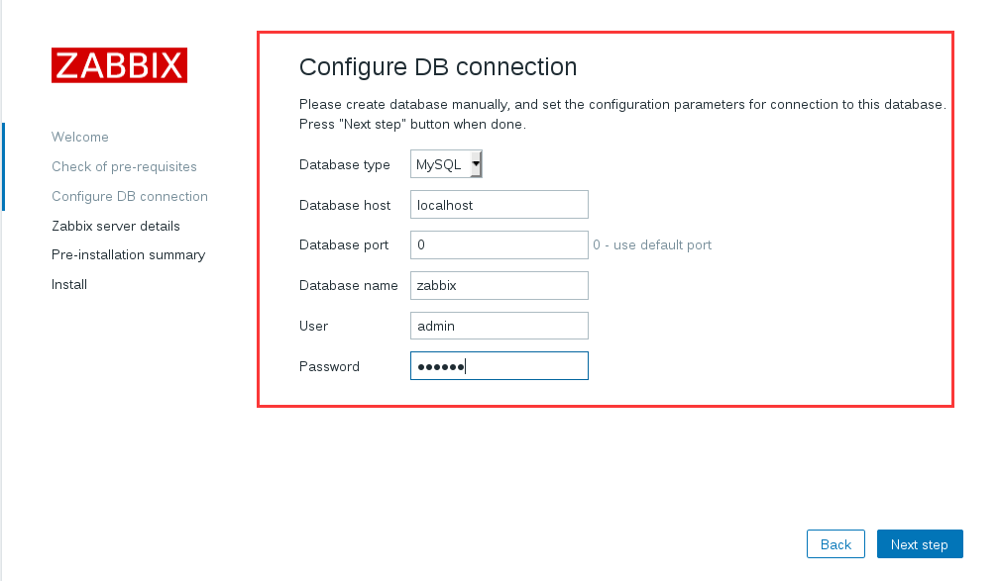 ZABBIX
Welcome
Check of pre-requisites
Configure DB connection
Zabbix server details
Pre-installation summary
Install
Configure DB connection
Please create database manually, and set the configuration parameters for connection to this database.
Press "Next step" button when done.
Database type MySQL
Database host localhost
Database port 0 0 - use default port
Database name zabbix
User admin
Password ●●●●●●
Back Next step